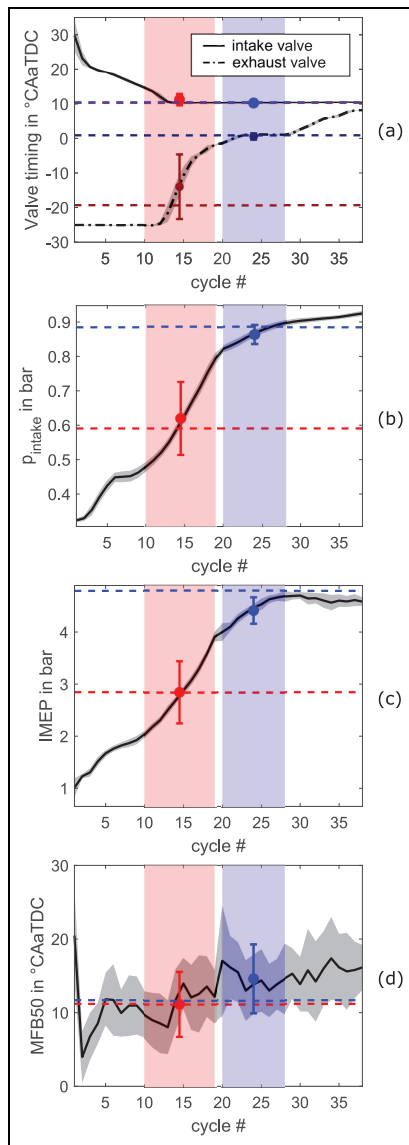 30
20
10
0
-10
-20
-30
Valve timing in °CAaTDC
intake valve
exhaust valve
5 10 15 20 25 30 35
cycle #
(a)
0.9
0.8
0.7
0.6
0.5
0.4
p_intake in bar
5 10 15 20 25 30 35
cycle #
(b)
4
3
2
1
IMEP in bar
5 10 15 20 25 30 35
cycle #
(c)
30
20
10
0
MFB50 in °CAaTDC
5 10 15 20 25 30 35
cycle #
(d)